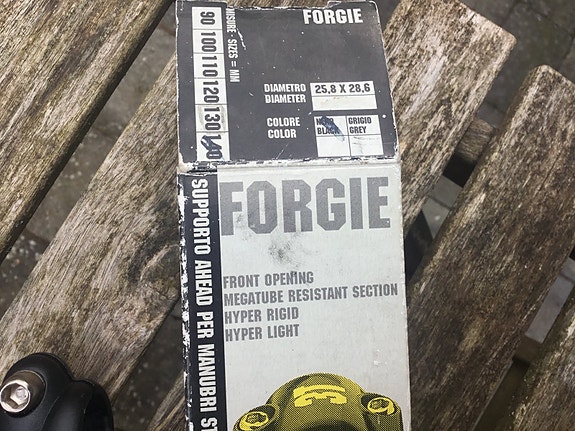 FORGIE
MISURE - SIZES = MM
90 100 110 120 130 140
DIAMETRO
DIAMETER
25,8 X 28,6
COLORE
COLOR
NERO
BLACK
GRIGIO
GREY
FORGIE
SUPPORTO AHEAD PER MANUBRI
FRONT OPENING
MEGATUBE RESISTANT SECTION
HYPER RIGID
HYPER LIGHT